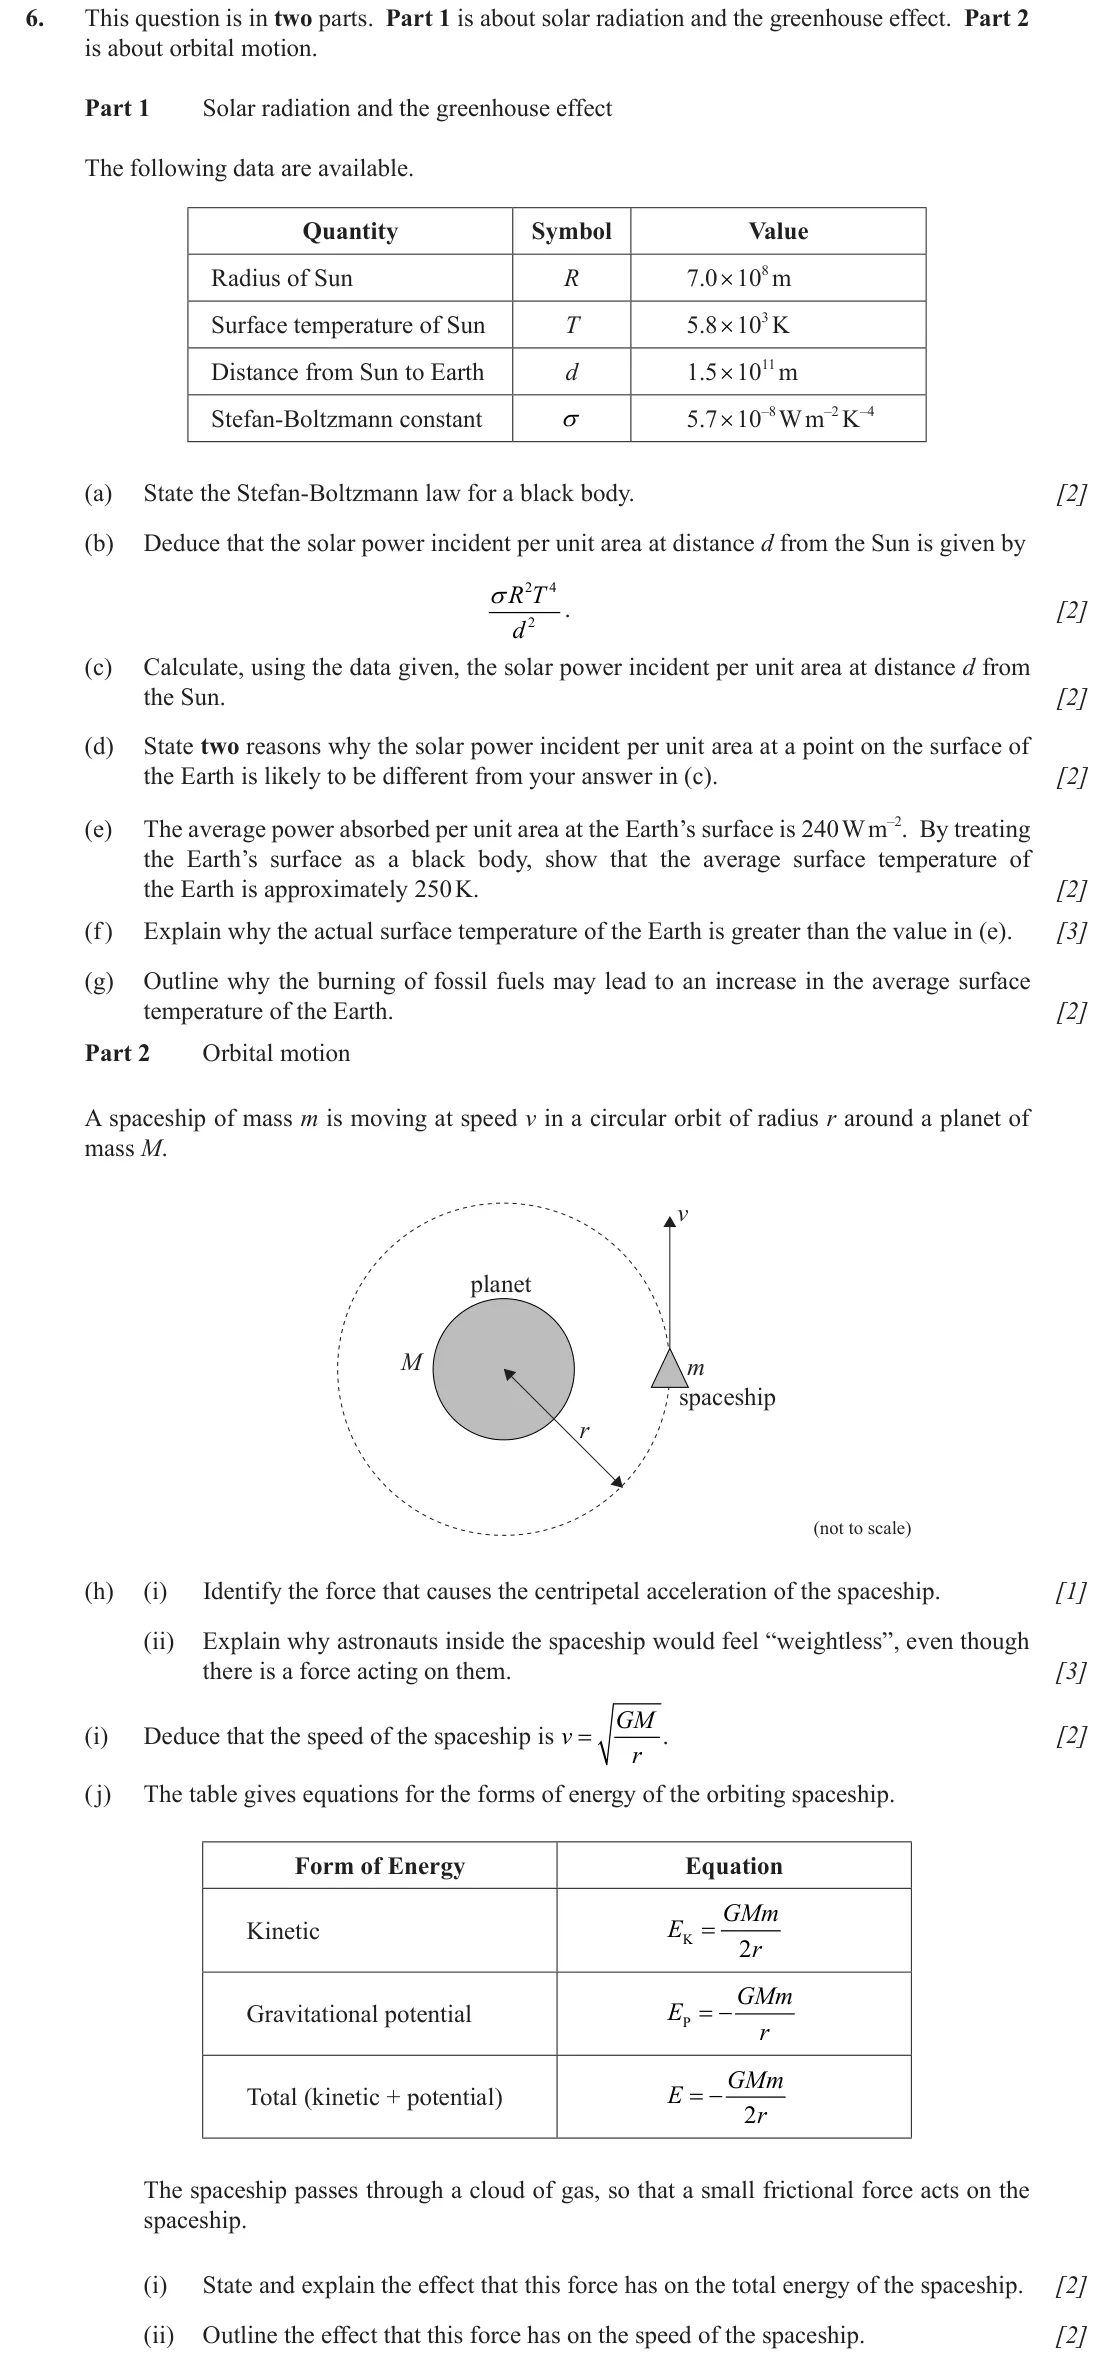 6. This question is in two parts. Part 1 is about solar radiation and the greenhouse effect. Part 2
is about orbital motion.
Part 1 Solar radiation and the greenhouse effect
The following data are available.
Quantity Symbol Value
Radius of Sun R 7.0×10⁸ m
Surface temperature of Sun T 5.8×10³ K
Distance from Sun to Earth d 1.5×10¹¹ m
Stefan-Boltzmann constant σ 5.7×10⁻⁸ W m⁻² K⁻⁴
(a) State the Stefan-Boltzmann law for a black body. [2]
(b) Deduce that the solar power incident per unit area at distance d from the Sun is given by
σR²T⁴/d². [2]
(c) Calculate, using the data given, the solar power incident per unit area at distance d from
the Sun. [2]
(d) State two reasons why the solar power incident per unit area at a point on the surface of
the Earth is likely to be different from your answer in (c). [2]
(e) The average power absorbed per unit area at the Earth’s surface is 240 W m⁻². By treating
the Earth’s surface as a black body, show that the average surface temperature of
the Earth is approximately 250 K. [2]
(f) Explain why the actual surface temperature of the Earth is greater than the value in (e). [3]
(g) Outline why the burning of fossil fuels may lead to an increase in the average surface
temperature of the Earth. [2]
Part 2 Orbital motion
A spaceship of mass m is moving at speed v in a circular orbit of radius r around a planet of
mass M.
v
planet
M
m
spaceship
r
(not to scale)
(h) (i) Identify the force that causes the centripetal acceleration of the spaceship. [1]
(ii) Explain why astronauts inside the spaceship would feel “weightless”, even though
there is a force acting on them. [3]
(i) Deduce that the speed of the spaceship is v = √(GM/r). [2]
(j) The table gives equations for the forms of energy of the orbiting spaceship.
Form of Energy Equation
Kinetic E_K = GMm/2r
Gravitational potential E_P = −GMm/r
Total (kinetic + potential) E = −GMm/2r
The spaceship passes through a cloud of gas, so that a small frictional force acts on the
spaceship.
(i) State and explain the effect that this force has on the total energy of the spaceship. [2]
(ii) Outline the effect that this force has on the speed of the spaceship. [2]